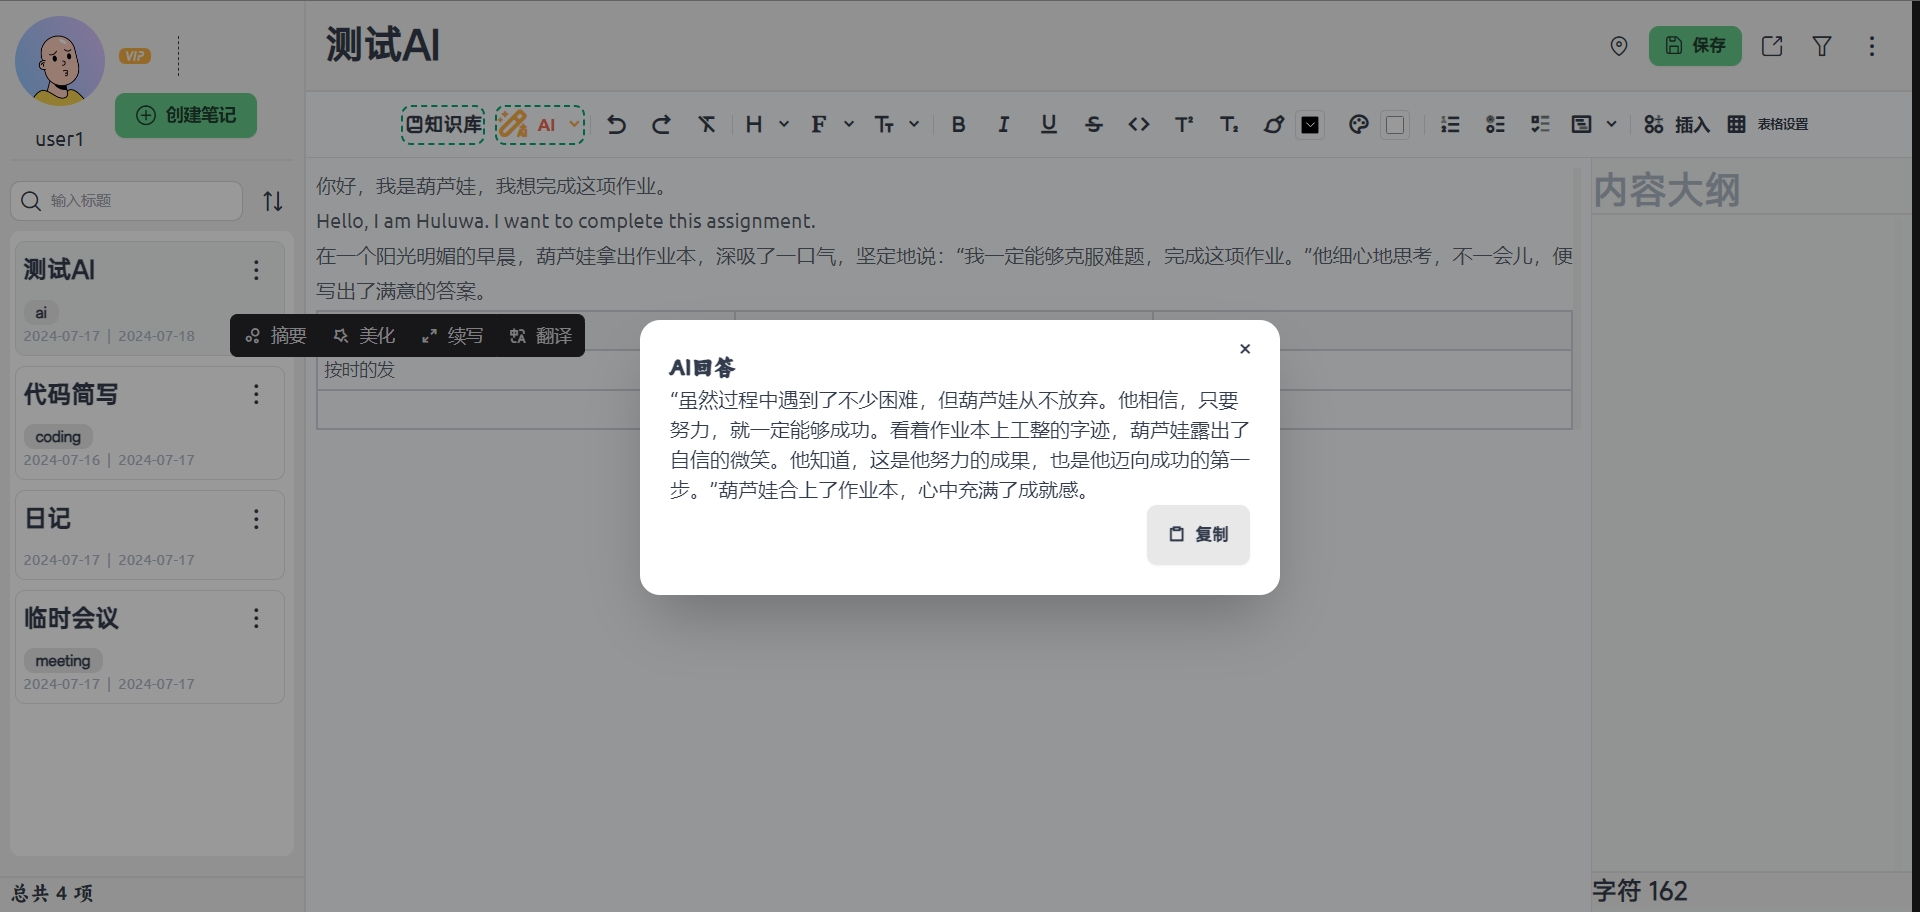 VIP
创建笔记
user1
输入标题
测试AI
ai
2024-07-17 | 2024-07-18
代码简写
coding
2024-07-16 | 2024-07-17
日记
2024-07-17 | 2024-07-17
临时会议
meeting
2024-07-17 | 2024-07-17
总共 4 项
测试AI
保存
知识库 AI H F Tт B I U S <> T² T₂ 插入 表格设置
你好，我是葫芦娃，我想完成这项作业。
Hello, I am Huluwa. I want to complete this assignment.
在一个阳光明媚的早晨，葫芦娃拿出作业本，深吸了一口气，坚定地说：“我一定能够克服难题，完成这项作业。”他细心地思考，不一会儿，便
写出了满意的答案。
摘要 美化 续写 翻译
按时的发
AI回答
“虽然过程中遇到了不少困难，但葫芦娃从不放弃。他相信，只要
努力，就一定能够成功。看着作业本上工整的字迹，葫芦娃露出了
自信的微笑。他知道，这是他努力的成果，也是他迈向成功的第一
步。”葫芦娃合上了作业本，心中充满了成就感。
复制
内容大纲
字符 162